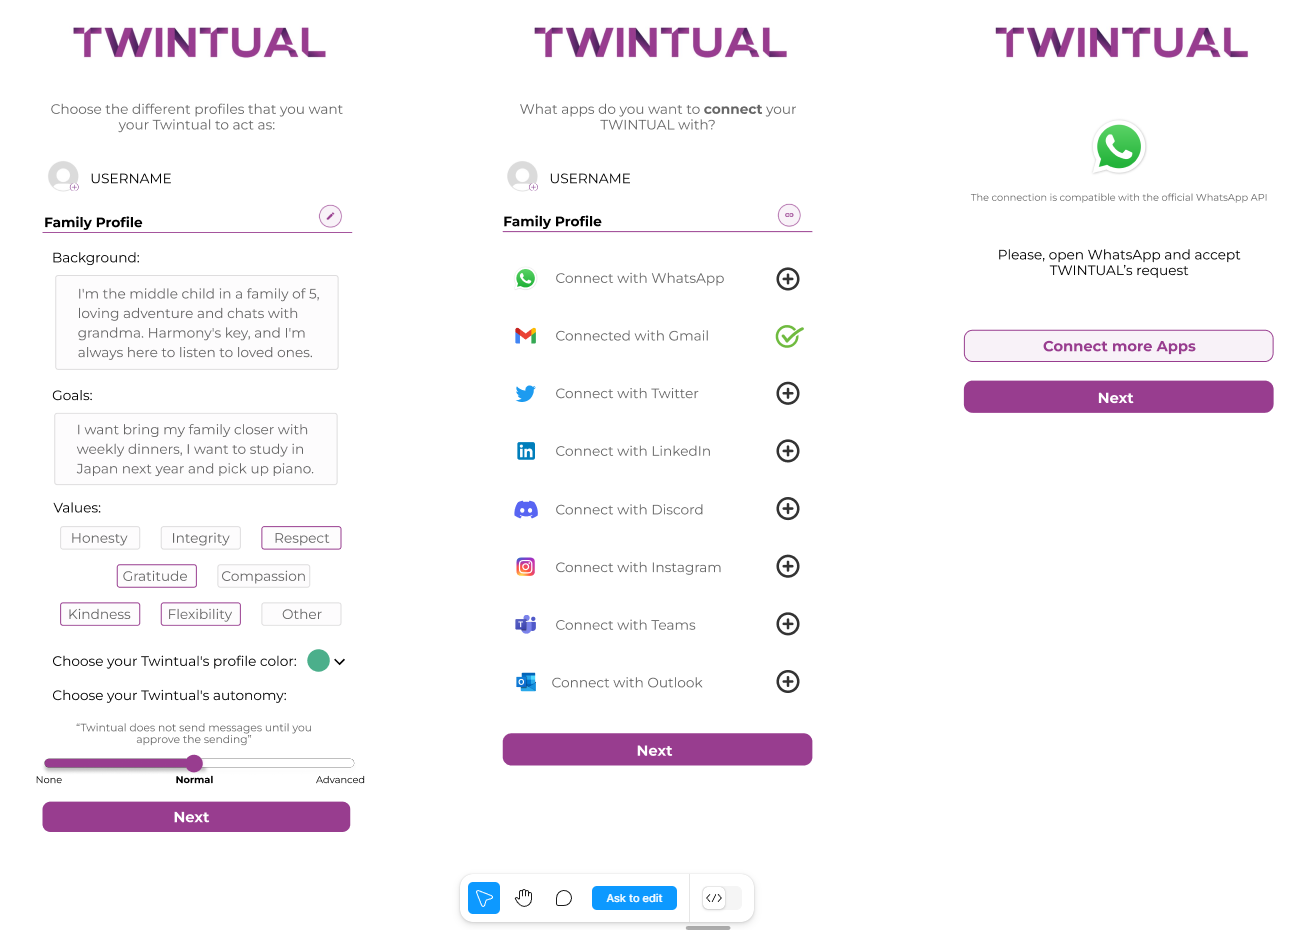 TWINTUAL
Choose the different profiles that you want
your Twintual to act as:
USERNAME
Family Profile
Background:
I'm the middle child in a family of 5,
loving adventure and chats with
grandma. Harmony's key, and I'm
always here to listen to loved ones.
Goals:
I want bring my family closer with
weekly dinners, I want to study in
Japan next year and pick up piano.
Values:
Honesty
Integrity
Respect
Gratitude
Compassion
Kindness
Flexibility
Other
Choose your Twintual's profile color:
Choose your Twintual's autonomy:
“Twintual does not send messages until you
approve the sending”
None
Normal
Advanced
Next
TWINTUAL
What apps do you want to connect your
TWINTUAL with?
USERNAME
Family Profile
Connect with WhatsApp
Connected with Gmail
Connect with Twitter
Connect with LinkedIn
Connect with Discord
Connect with Instagram
Connect with Teams
Connect with Outlook
Next
TWINTUAL
The connection is compatible with the official WhatsApp API
Please, open WhatsApp and accept
TWINTUAL’s request
Connect more Apps
Next
Ask to edit